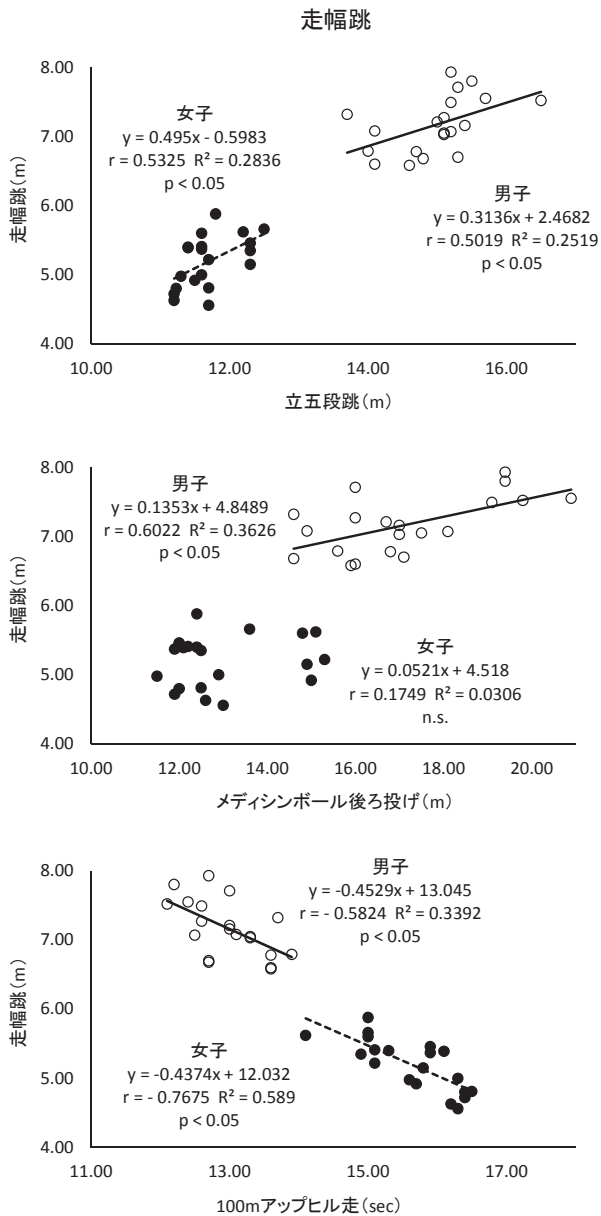 走幅跳
8.00
7.00
6.00
5.00
4.00
走幅跳(m)
女子
y = 0.495x - 0.5983
r = 0.5325 R² = 0.2836
p < 0.05
男子
y = 0.3136x + 2.4682
r = 0.5019 R² = 0.2519
p < 0.05
10.00 12.00 14.00 16.00
立五段跳(m)
8.00
7.00
6.00
5.00
4.00
走幅跳(m)
男子
y = 0.1353x + 4.8489
r = 0.6022 R² = 0.3626
p < 0.05
女子
y = 0.0521x + 4.518
r = 0.1749 R² = 0.0306
n.s.
10.00 12.00 14.00 16.00 18.00 20.00
メディシンボール後ろ投げ(m)
8.00
7.00
6.00
5.00
4.00
走幅跳(m)
男子
y = -0.4529x + 13.045
r = - 0.5824 R² = 0.3392
p < 0.05
女子
y = -0.4374x + 12.032
r = - 0.7675 R² = 0.589
p < 0.05
11.00 13.00 15.00 17.00
100mアップヒル走(sec)